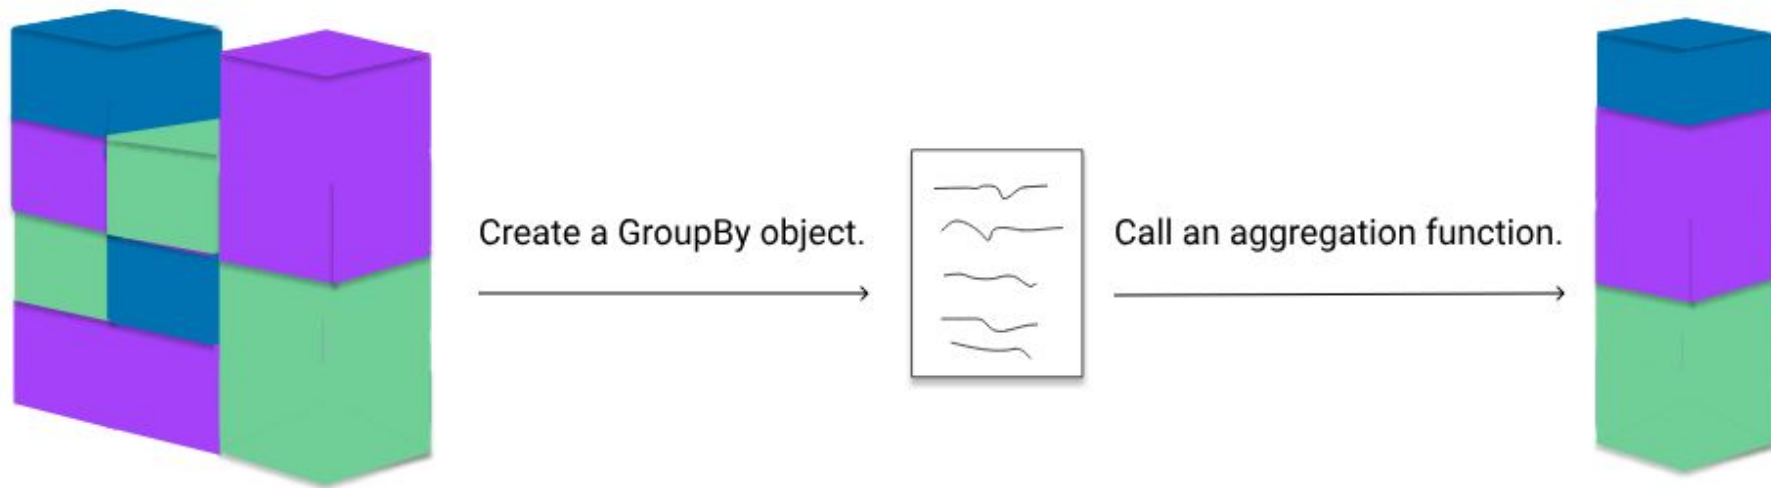 Create a GroupBy object.
Call an aggregation function.